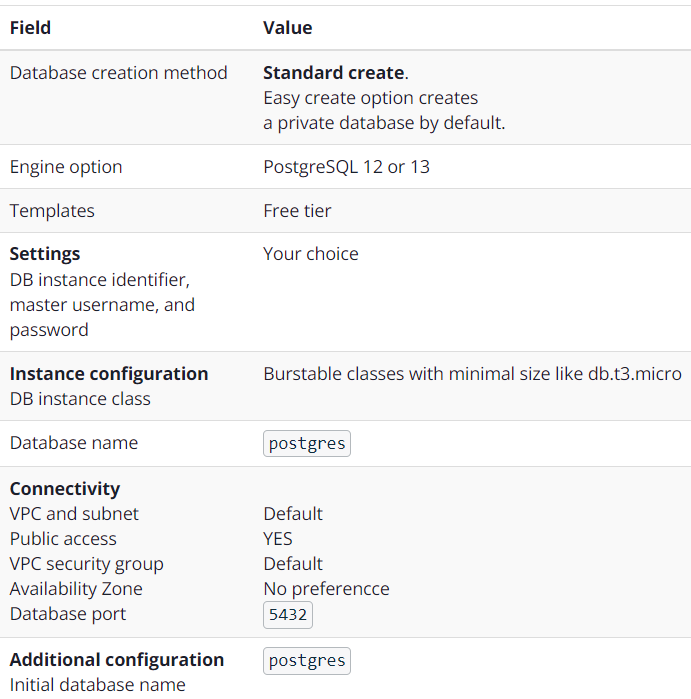 Field Value
Database creation method Standard create.
Easy create option creates
a private database by default.
Engine option PostgreSQL 12 or 13
Templates Free tier
Settings Your choice
DB instance identifier,
master username, and
password
Instance configuration Burstable classes with minimal size like db.t3.micro
DB instance class
Database name postgres
Connectivity
VPC and subnet Default
Public access YES
VPC security group Default
Availability Zone No preferencce
Database port 5432
Additional configuration postgres
Initial database name